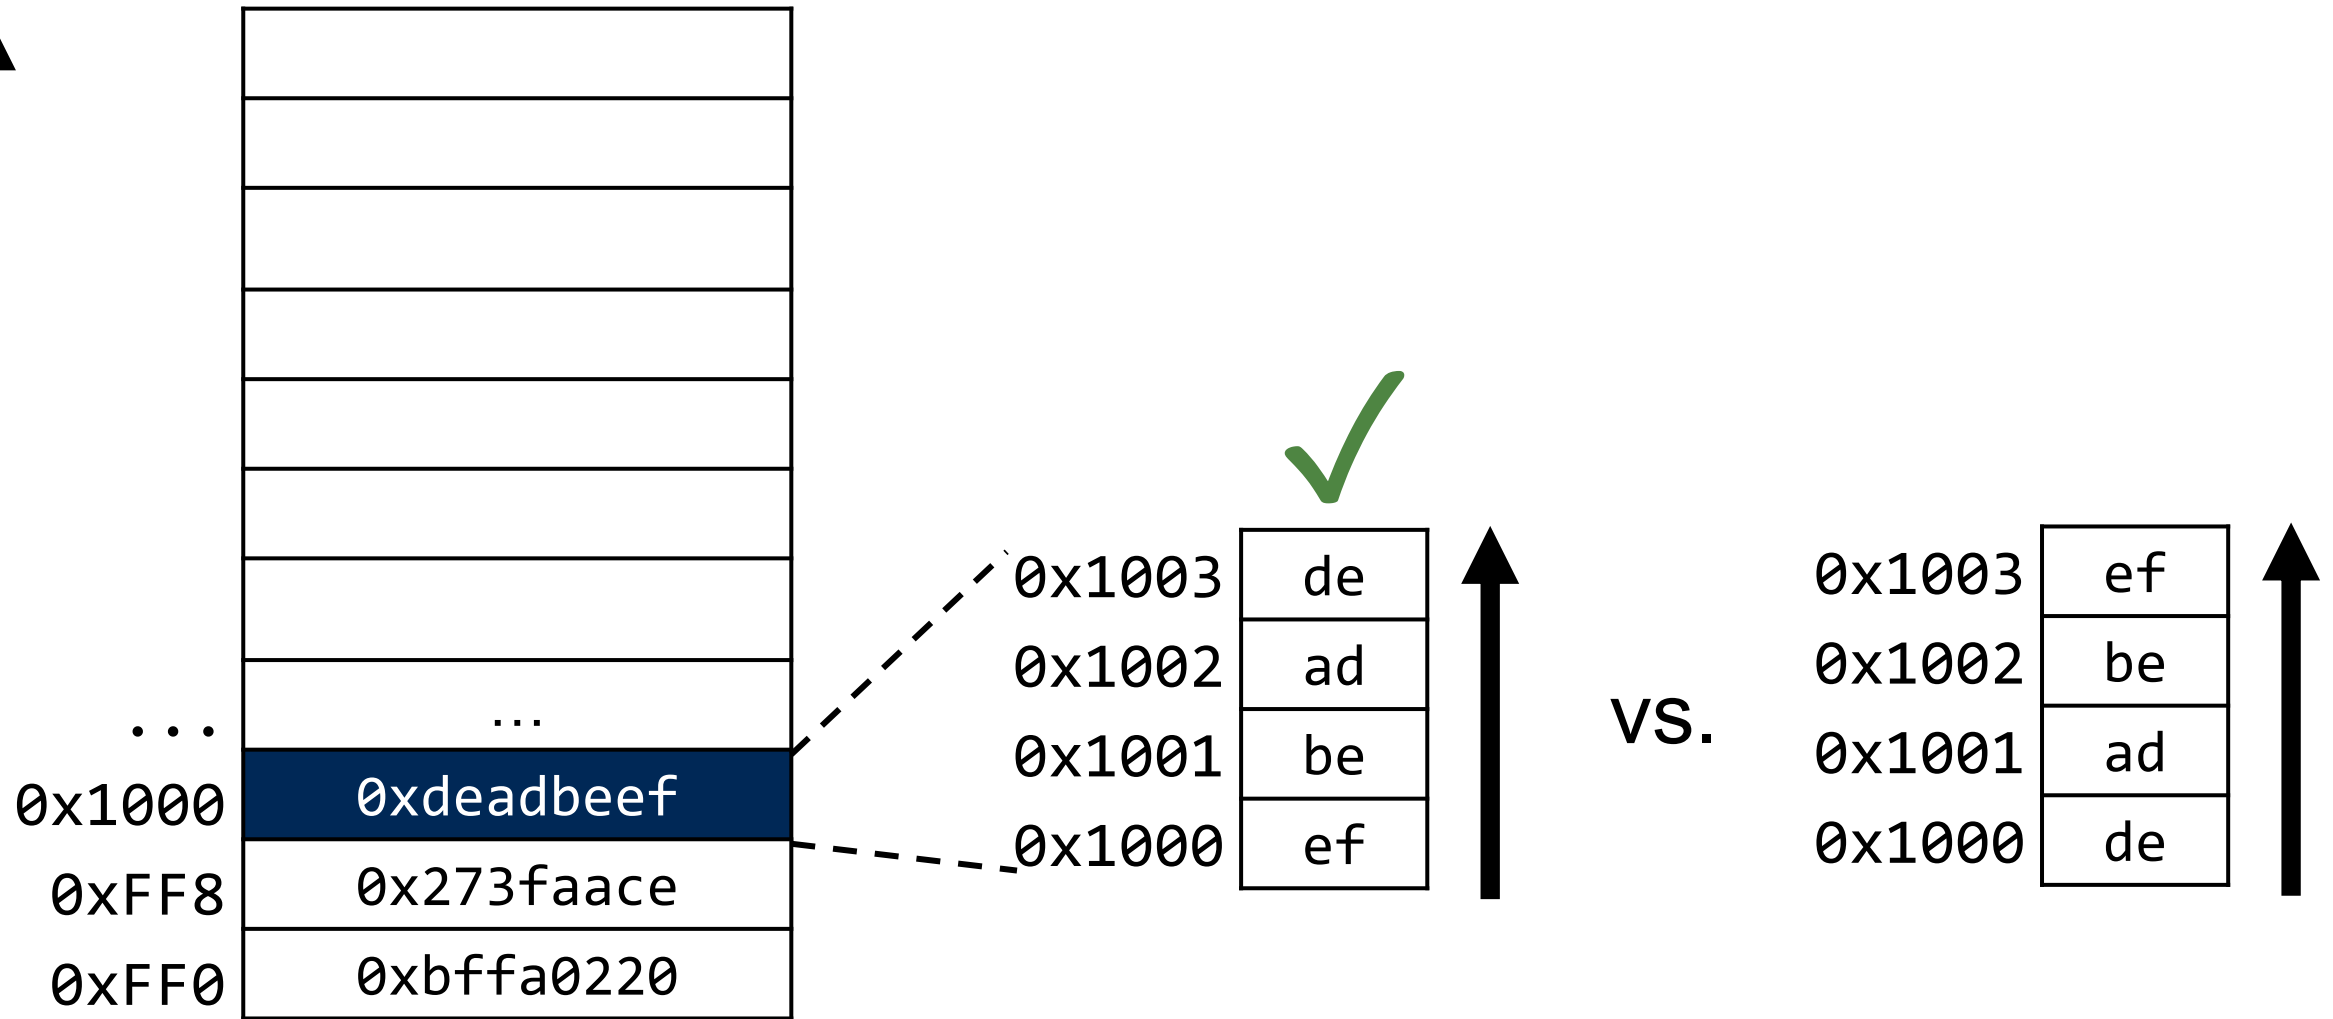 ... ...
0x1000 0xdeadbeef
0xFF8 0x273faace
0xFF0 0xbffa0220
0x1003 de
0x1002 ad
0x1001 be
0x1000 ef
vs.
0x1003 ef
0x1002 be
0x1001 ad
0x1000 de